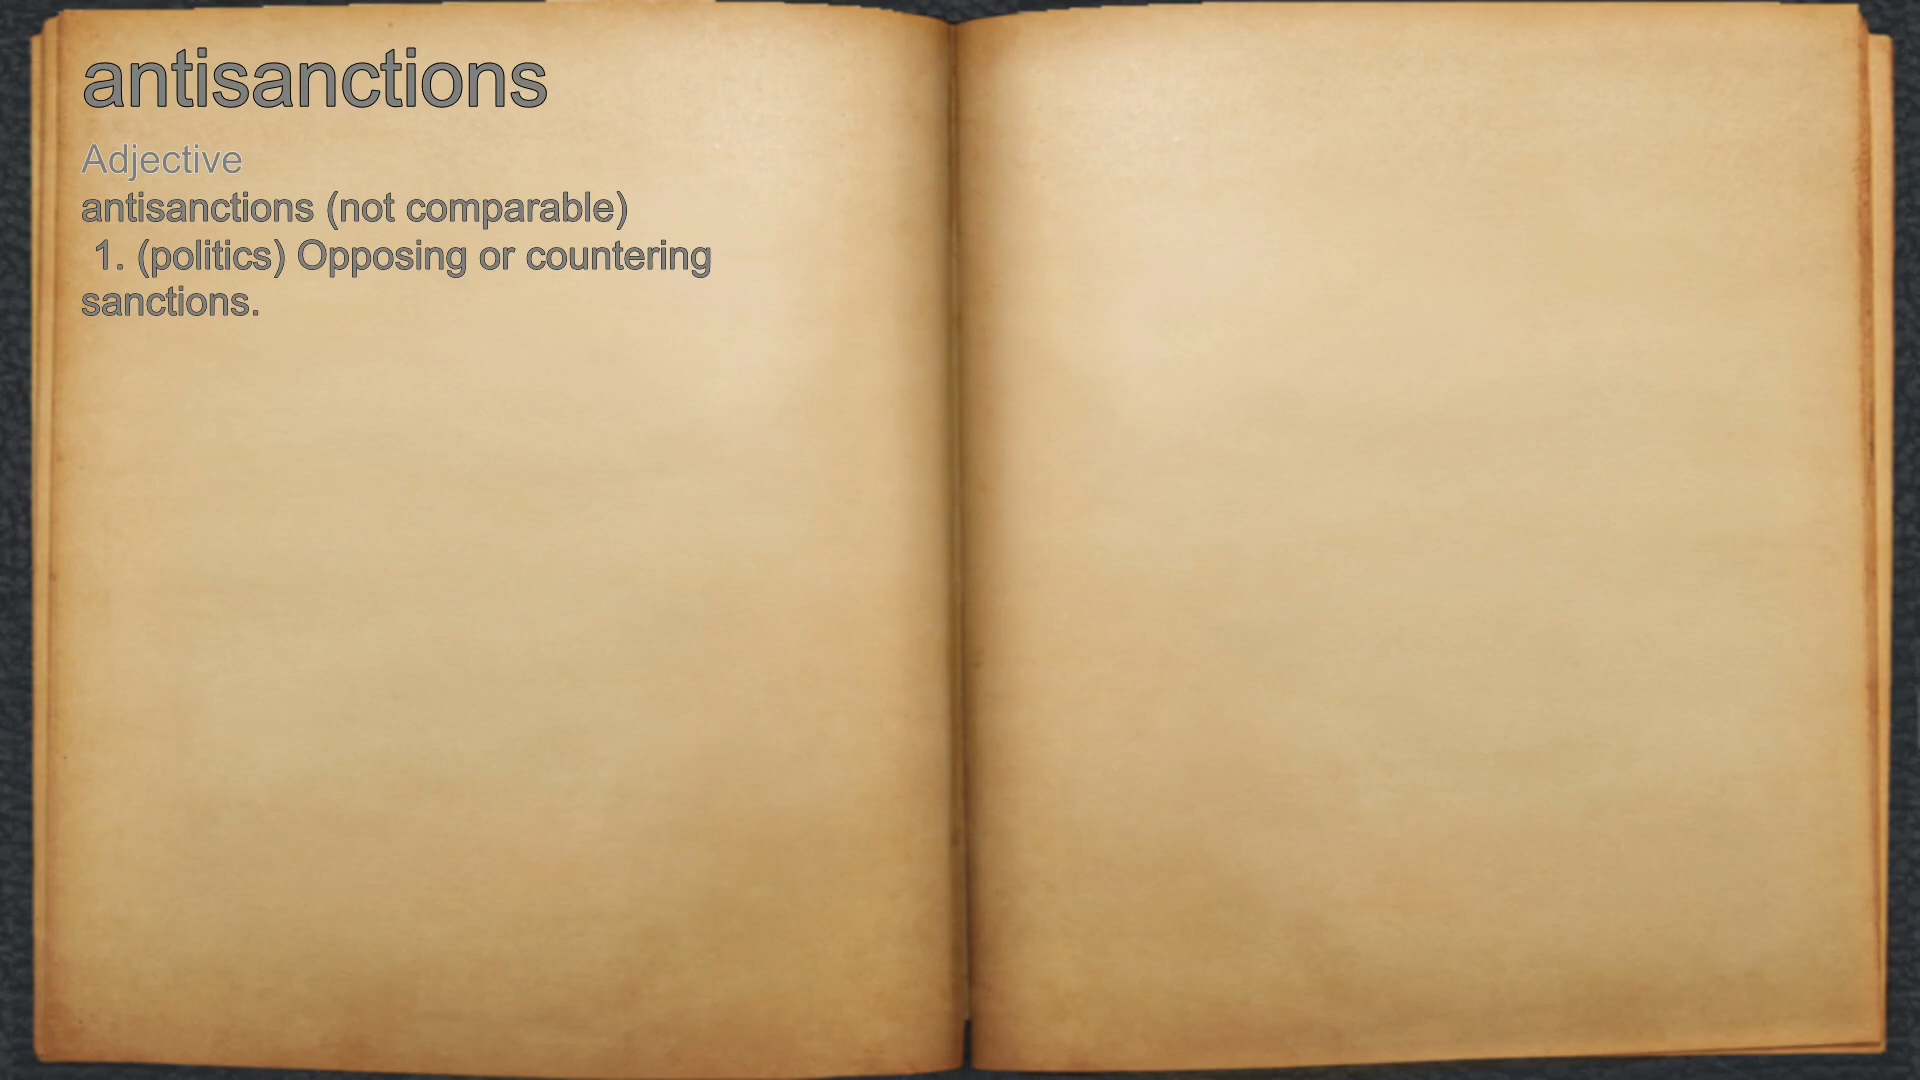 antisanctions
Adjective
antisanctions (not comparable)
1. (politics) Opposing or countering
sanctions.